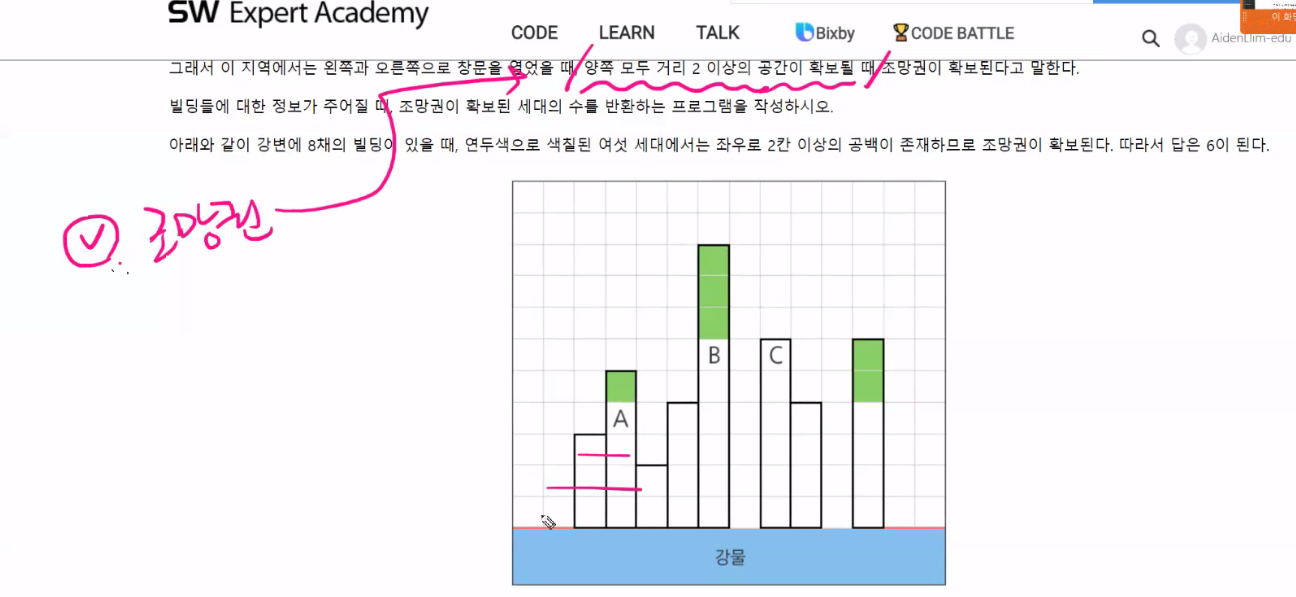 SW Expert Academy
CODE LEARN TALK Bixby CODE BATTLE
이 화면
AidenLim-edu
그래서 이 지역에서는 왼쪽과 오른쪽으로 창문을 열었을 때, 양쪽 모두 거리 2 이상의 공간이 확보될 때 조망권이 확보된다고 말한다.
빌딩들에 대한 정보가 주어질 때, 조망권이 확보된 세대의 수를 반환하는 프로그램을 작성하시오.
아래와 같이 강변에 8채의 빌딩이 있을 때, 연두색으로 색칠된 여섯 세대에서는 좌우로 2칸 이상의 공백이 존재하므로 조망권이 확보된다. 따라서 답은 6이 된다.
조망권
B C
A
강물